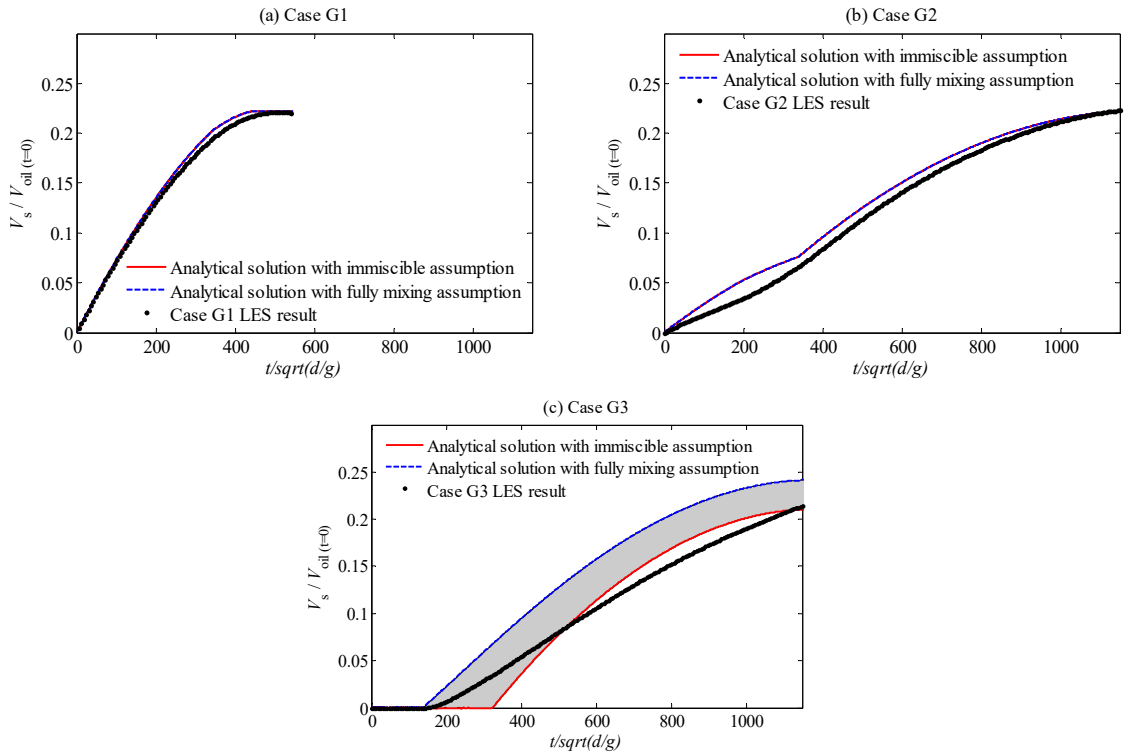 (a) Case G1
V_s / V_oil (t=0)
0.25
0.2
0.15
0.1
0.05
0
Analytical solution with immiscible assumption
Analytical solution with fully mixing assumption
Case G1 LES result
0 200 400 600 800 1000
t/sqrt(d/g)
(b) Case G2
V_s / V_oil (t=0)
Analytical solution with immiscible assumption
Analytical solution with fully mixing assumption
Case G2 LES result
0.25
0.2
0.15
0.1
0.05
0
0 200 400 600 800 1000
t/sqrt(d/g)
(c) Case G3
V_s / V_oil (t=0)
Analytical solution with immiscible assumption
Analytical solution with fully mixing assumption
Case G3 LES result
0.25
0.2
0.15
0.1
0.05
0
0 200 400 600 800 1000
t/sqrt(d/g)